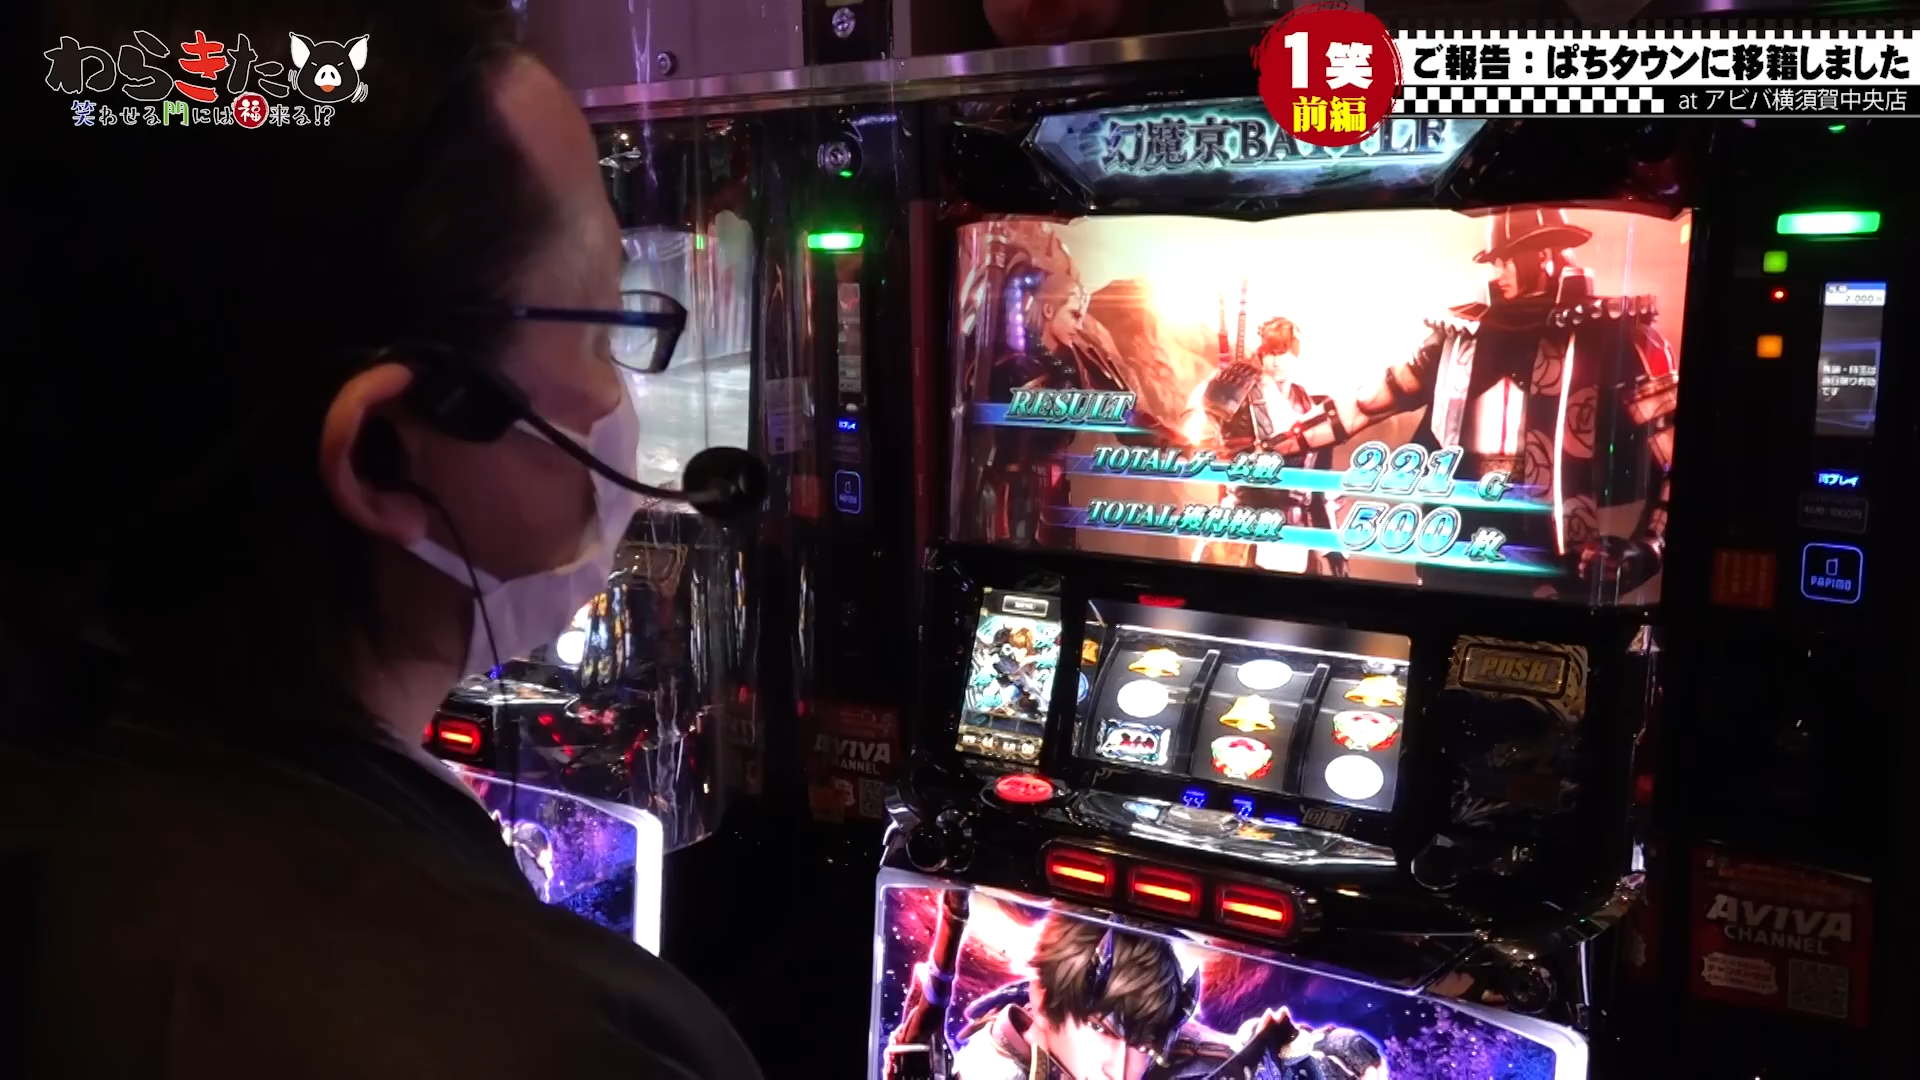 わらきた
笑わせる門には福来る!?
1笑
前編
ご報告：ぱちタウンに移籍しました
at アビバ横須賀中央店
幻魔京BATTLE
RESULT
TOTALゲーム数 221 G
TOTAL獲得枚数 500 枚
PUSH
PAPIMO
AVIVA
CHANNEL
AVIVA
CHANNEL